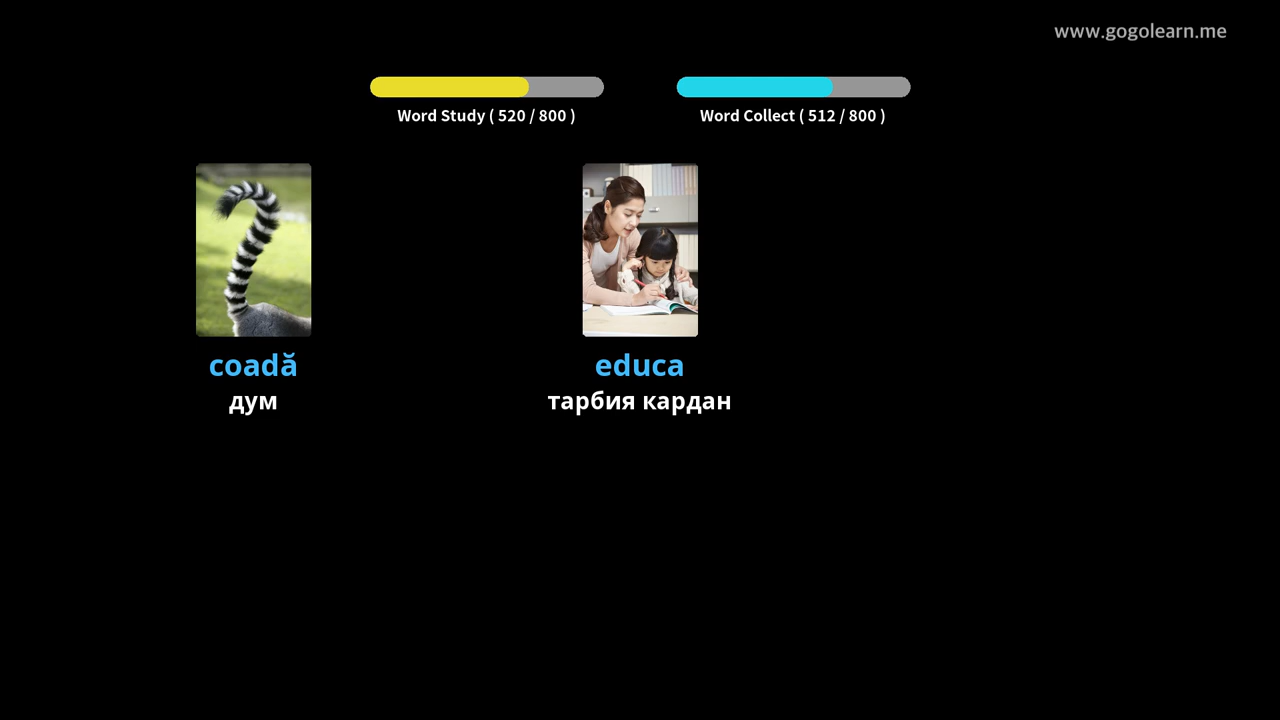 www.gogolearn.me
Word Study ( 520 / 800 )
Word Collect ( 512 / 800 )
coadă
дум
educa
тарбия кардан